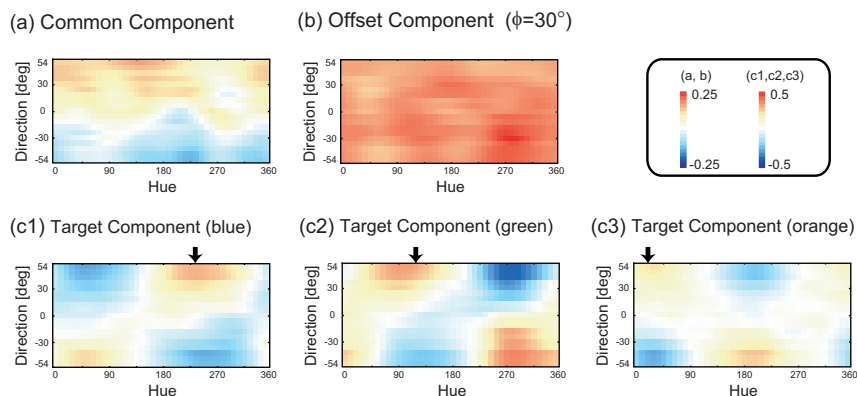 (a) Common Component
(b) Offset Component (ϕ=30°)
Direction [deg]
54
30
0
-30
-54
0 90 180 270 360
Hue
Direction [deg]
54
30
0
-30
-54
0 90 180 270 360
Hue
(a, b) (c1,c2,c3)
0.25 0.5
-0.25 -0.5
(c1) Target Component (blue)
(c2) Target Component (green)
(c3) Target Component (orange)
Direction [deg]
54
30
0
-30
-54
0 90 180 270 360
Hue
Direction [deg]
54
30
0
-30
-54
0 90 180 270 360
Hue
Direction [deg]
54
30
0
-30
-54
0 90 180 270 360
Hue